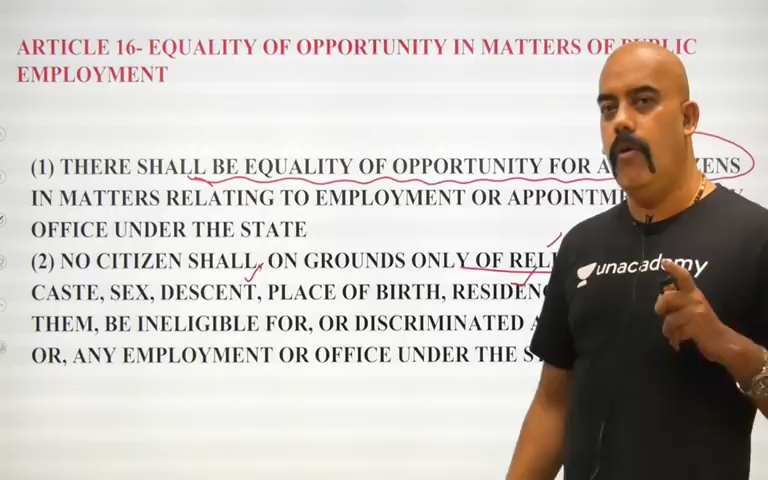 ARTICLE 16- EQUALITY OF OPPORTUNITY IN MATTERS OF PUBLIC
EMPLOYMENT
(1) THERE SHALL BE EQUALITY OF OPPORTUNITY FOR
IN MATTERS RELATING TO EMPLOYMENT OR
OFFICE UNDER THE STATE
(2) NO CITIZEN SHALL, ON GROUNDS ONLY OF
CASTE, SEX, DESCENT, PLACE OF BIRTH,
THEM, BE INELIGIBLE FOR, OR DISCRIMINATED
OR, ANY EMPLOYMENT OR OFFICE UNDER THE
unacademy